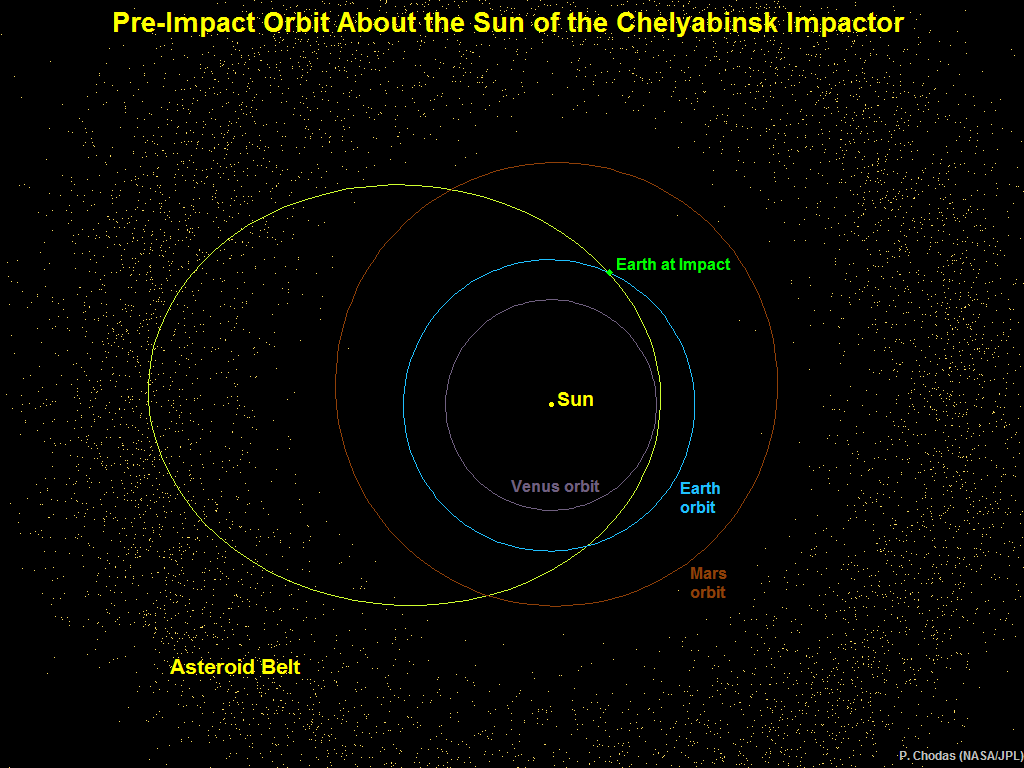 Pre-Impact Orbit About the Sun of the Chelyabinsk Impactor
Earth at Impact
Sun
Venus orbit
Earth
orbit
Mars
orbit
Asteroid Belt
P. Chodas (NASA/JPL)